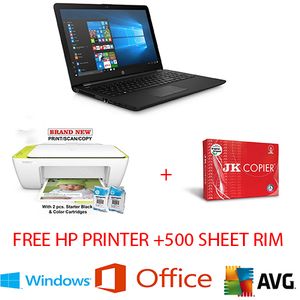 BRAND NEW
PRINT/SCAN/COPY
With 2 pcs. Starter Black
& Color Cartridges
+
JK COPIER
FREE HP PRINTER +500 SHEET RIM
Windows
Office
AVG